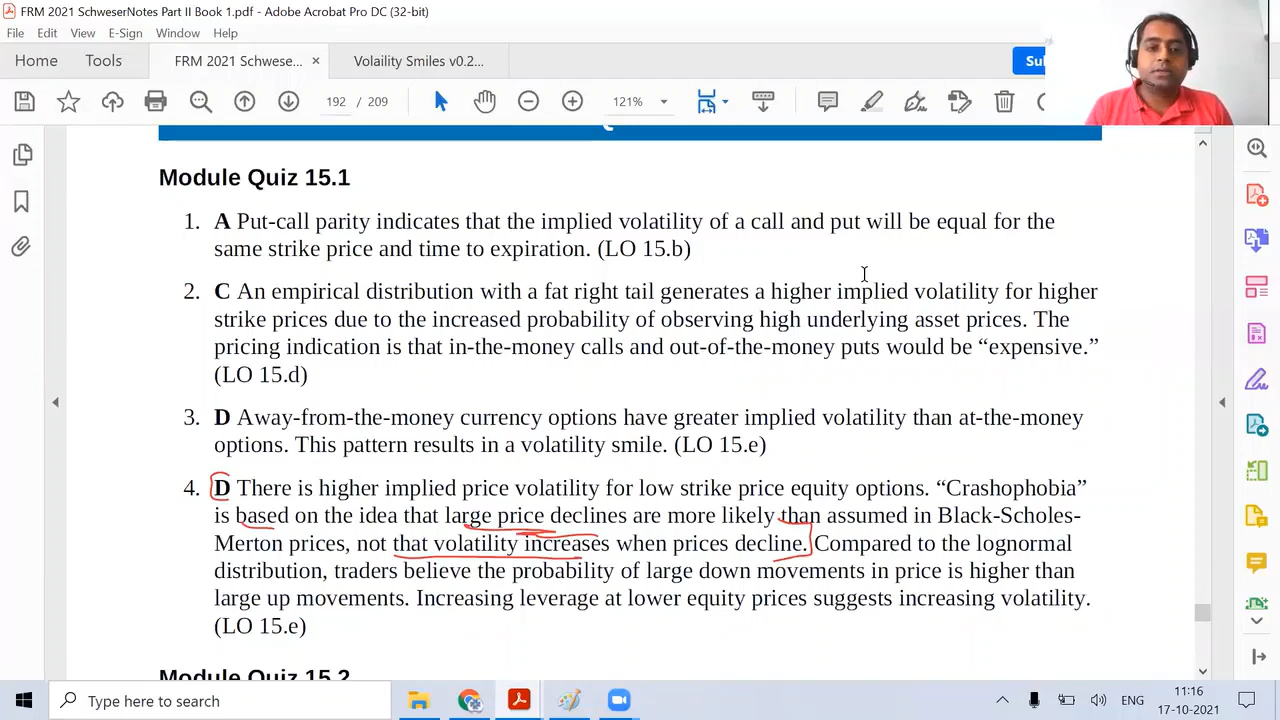 FRM 2021 SchweserNotes Part II Book 1.pdf - Adobe Acrobat Pro DC (32-bit)
File Edit View E-Sign Window Help
Home Tools FRM 2021 Schwese... × Volaility Smiles v0.2...
192 / 209 121%
Module Quiz 15.1
1. A Put-call parity indicates that the implied volatility of a call and put will be equal for the
same strike price and time to expiration. (LO 15.b)
2. C An empirical distribution with a fat right tail generates a higher implied volatility for higher
strike prices due to the increased probability of observing high underlying asset prices. The
pricing indication is that in-the-money calls and out-of-the-money puts would be “expensive.”
(LO 15.d)
3. D Away-from-the-money currency options have greater implied volatility than at-the-money
options. This pattern results in a volatility smile. (LO 15.e)
4. D There is higher implied price volatility for low strike price equity options. “Crashophobia”
is based on the idea that large price declines are more likely than assumed in Black-Scholes-
Merton prices, not that volatility increases when prices decline. Compared to the lognormal
distribution, traders believe the probability of large down movements in price is higher than
large up movements. Increasing leverage at lower equity prices suggests increasing volatility.
(LO 15.e)
Module Quiz 15.2
Type here to search
ENG
11:16
17-10-2021